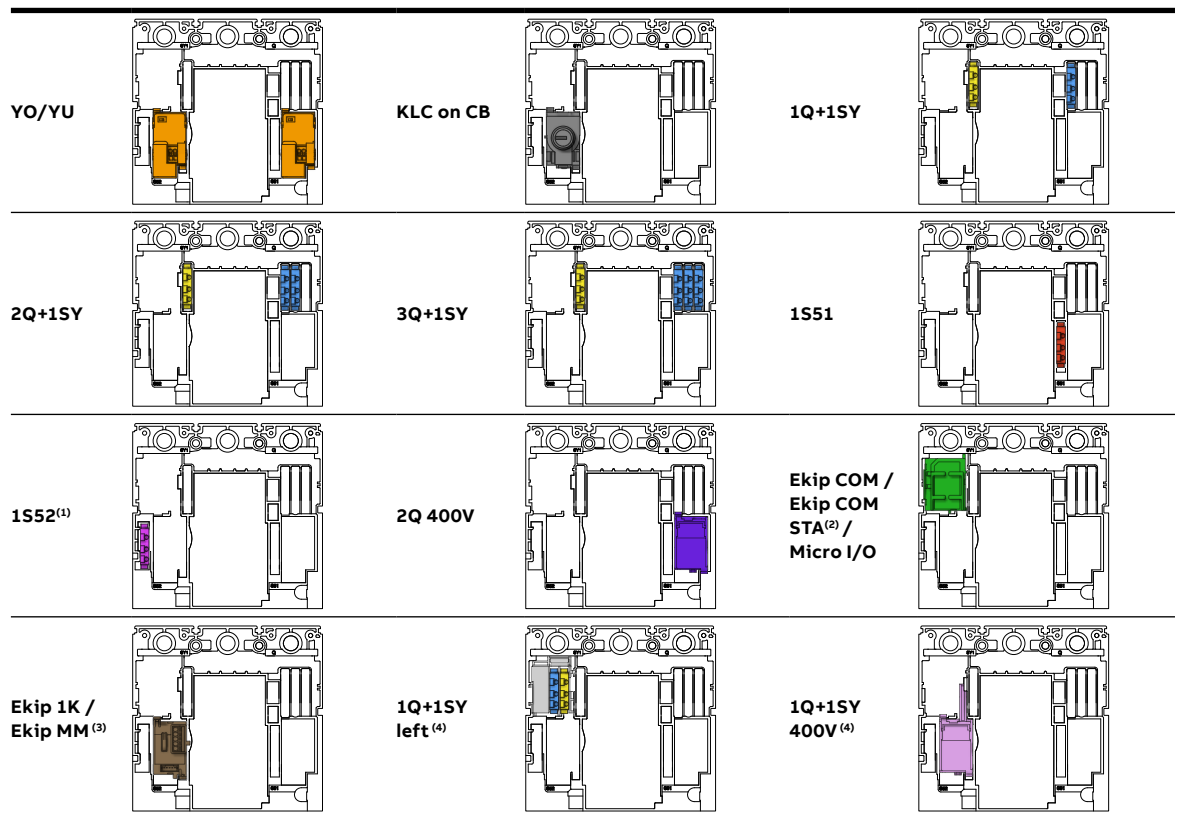 YO/YU
KLC on CB
1Q+1SY
2Q+1SY
3Q+1SY
1S51
1S52(1)
2Q 400V
Ekip COM /
Ekip COM
STA(2) /
Micro I/O
Ekip 1K /
Ekip MM (3)
1Q+1SY
left (4)
1Q+1SY
400V (4)